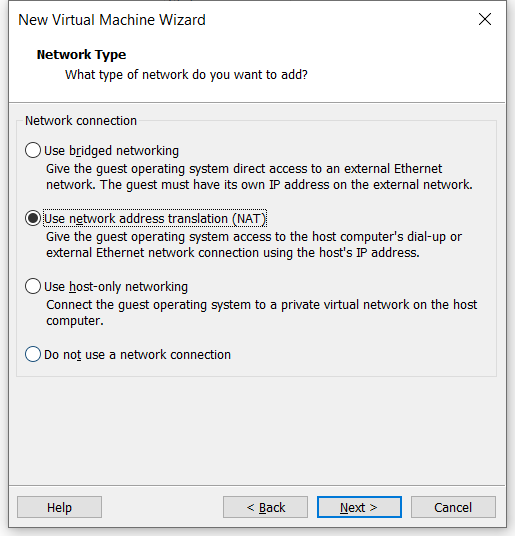 New Virtual Machine Wizard
Network Type
What type of network do you want to add?
Network connection
Use bridged networking
Give the guest operating system direct access to an external Ethernet
network. The guest must have its own IP address on the external network.
Use network address translation (NAT)
Give the guest operating system access to the host computer's dial-up or
external Ethernet network connection using the host's IP address.
Use host-only networking
Connect the guest operating system to a private virtual network on the host
computer.
Do not use a network connection
Help
< Back
Next >
Cancel